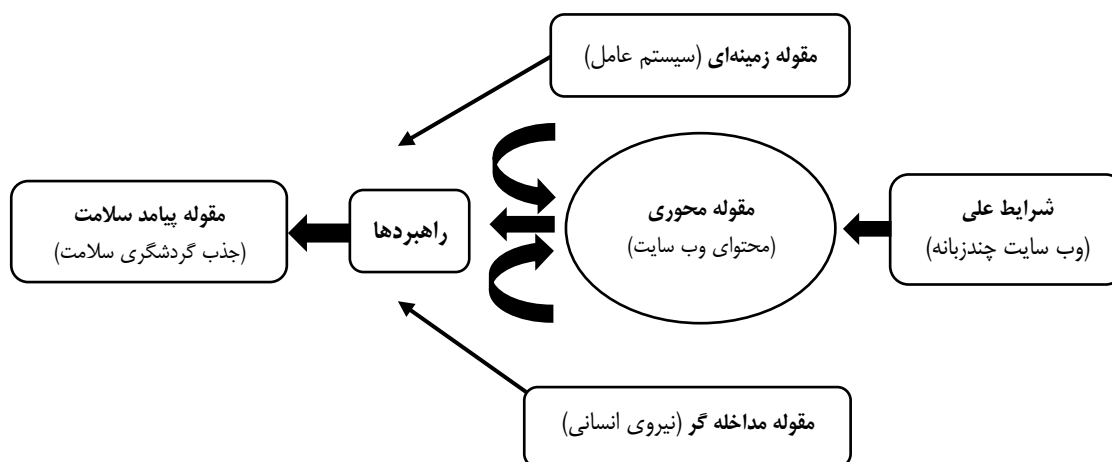 مقوله زمینه‌ای (سیستم عامل)
شرایط علی
(وب سایت چندزبانه)
مقوله محوری
(محتوای وب سایت)
راهبردها
مقوله پیامد سلامت
(جذب گردشگری سلامت)
مقوله مداخله گر (نیروی انسانی)